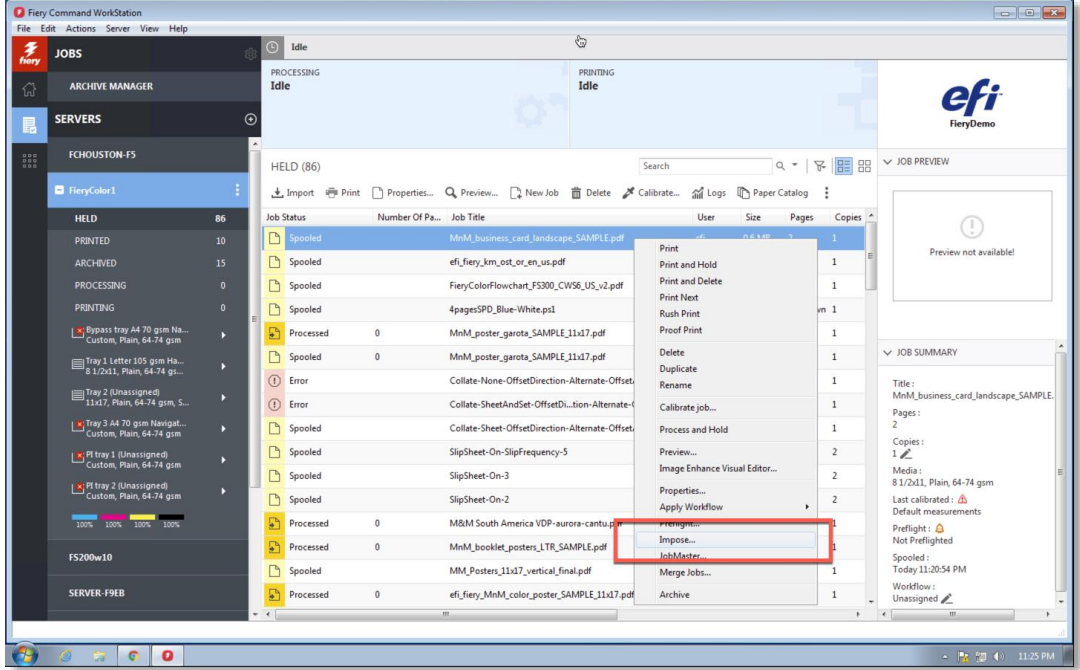 Fiery Command WorkStation
File Edit Actions Server View Help
fiery
JOBS
Idle
ARCHIVE MANAGER
PROCESSING
Idle
PRINTING
Idle
efi
FieryDemo
SERVERS
FCHOUSTON-F5
FieryColor1
HELD 86
PRINTED 10
ARCHIVED 15
PROCESSING 0
PRINTING 0
Bypass tray A4 70 gsm Na...
Custom, Plain, 64-74 gsm
Tray 1 Letter 105 gsm Ha...
8 1/2x11, Plain, 64-74 gs...
Tray 2 (Unassigned)
11x17, Plain, 64-74 gsm, S...
Tray 3 A4 70 gsm Navigat...
Custom, Plain, 64-74 gsm
PI tray 1 (Unassigned)
Custom, Plain, 64-74 gsm
PI tray 2 (Unassigned)
Custom, Plain, 64-74 gsm
100% 100% 100% 100%
FS200w10
SERVER-F9EB
HELD (86)
Search
Import Print Properties... Preview... New Job Delete Calibrate... Logs Paper Catalog
Job Status Number Of Pa... Job Title User Size Pages Copies
Spooled MnM_business_card_landscape_SAMPLE.pdf efi 0.6 MB 2 1
Spooled efi_fiery_km_ost_or_en_us.pdf 1
Spooled FieryColorFlowchart_FS300_CWS6_US_v2.pdf 1
Spooled 4pagesSPD_Blue-White.ps1 vn 1
Processed 0 MnM_poster_garota_SAMPLE_11x17.pdf 1
Spooled MnM_poster_garota_SAMPLE_11x17.pdf 1
Error Collate-None-OffsetDirection-Alternate-Offset 1
Error Collate-SheetAndSet-OffsetDi...tion-Alternate- 1
Spooled Collate-Sheet-OffsetDirection-Alternate-Offset 1
Spooled SlipSheet-On-SlipFrequency-5 2
Spooled SlipSheet-On-3 2
Spooled SlipSheet-On-2 2
Processed 0 M&M South America VDP-aurora-cantu.pdf 1
Processed 0 MnM_booklet_posters_LTR_SAMPLE.pdf 1
Spooled MM_Posters_11x17_vertical_final.pdf 1
Processed 0 efi_fiery_MnM_color_poster_SAMPLE_11x17.pdf 1
Print
Print and Hold
Print and Delete
Print Next
Rush Print
Proof Print
Delete
Duplicate
Rename
Calibrate job...
Process and Hold
Preview...
Image Enhance Visual Editor...
Properties...
Apply Workflow
Preflight...
Impose...
JobMaster...
Merge Jobs...
Archive
JOB PREVIEW
Preview not available!
JOB SUMMARY
Title :
MnM_business_card_landscape_SAMPLE.
Pages :
2
Copies :
1
Media :
8 1/2x11, Plain, 64-74 gsm
Last calibrated :
Default measurements
Preflight :
Not Preflighted
Spooled :
Today 11:20:54 PM
Workflow :
Unassigned
11:25 PM